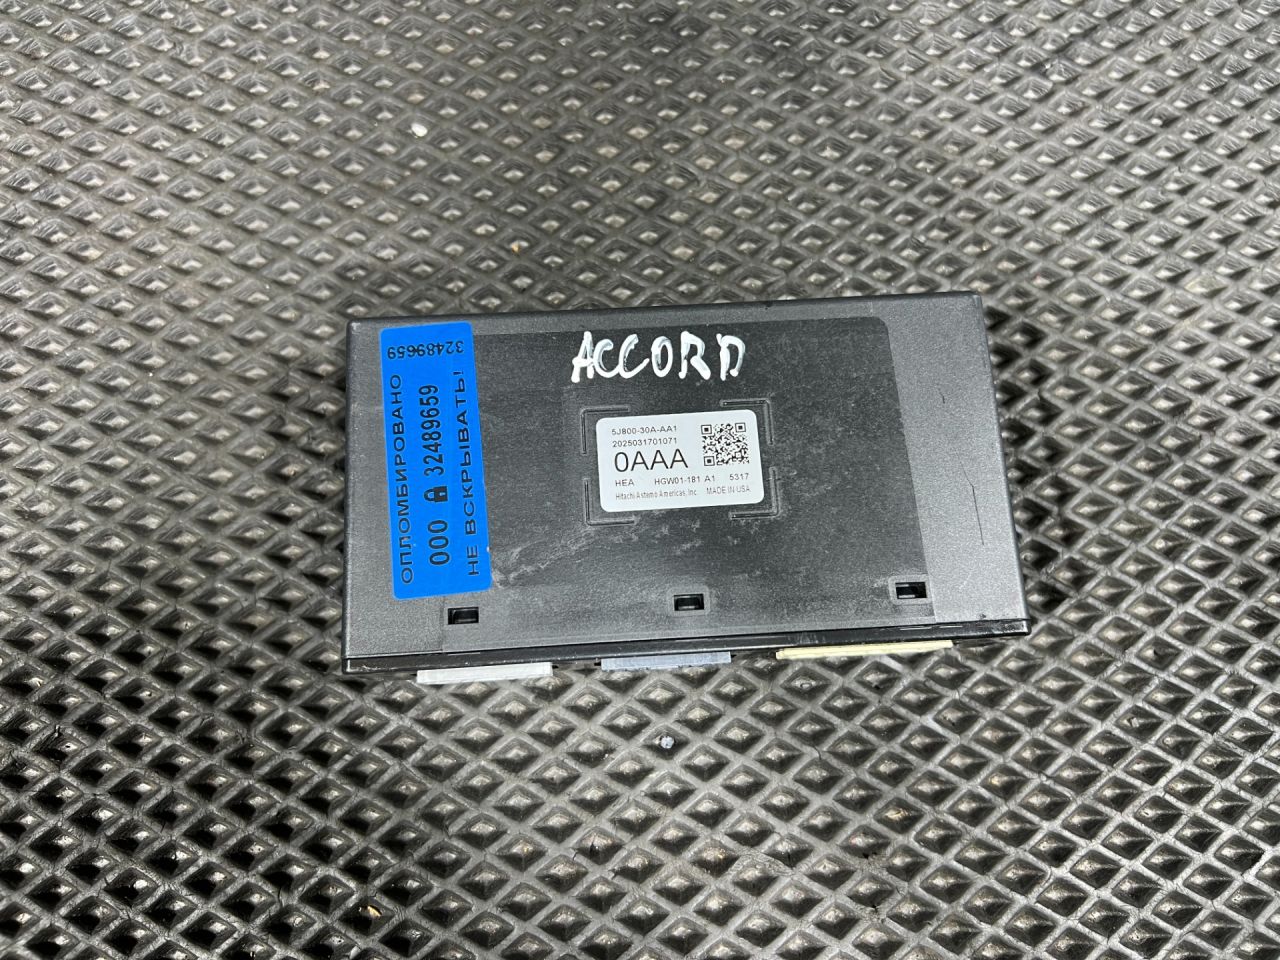 ACCORD
32489659
ОПЛОМБИРОВАНО
000 32489659
НЕ ВСКРЫВАТЬ!
5J800-30A-AA1
2025031701071
0AAA
HEA HGW01-181 A1 5317
Hitachi Astemo Americas, Inc. MADE IN USA